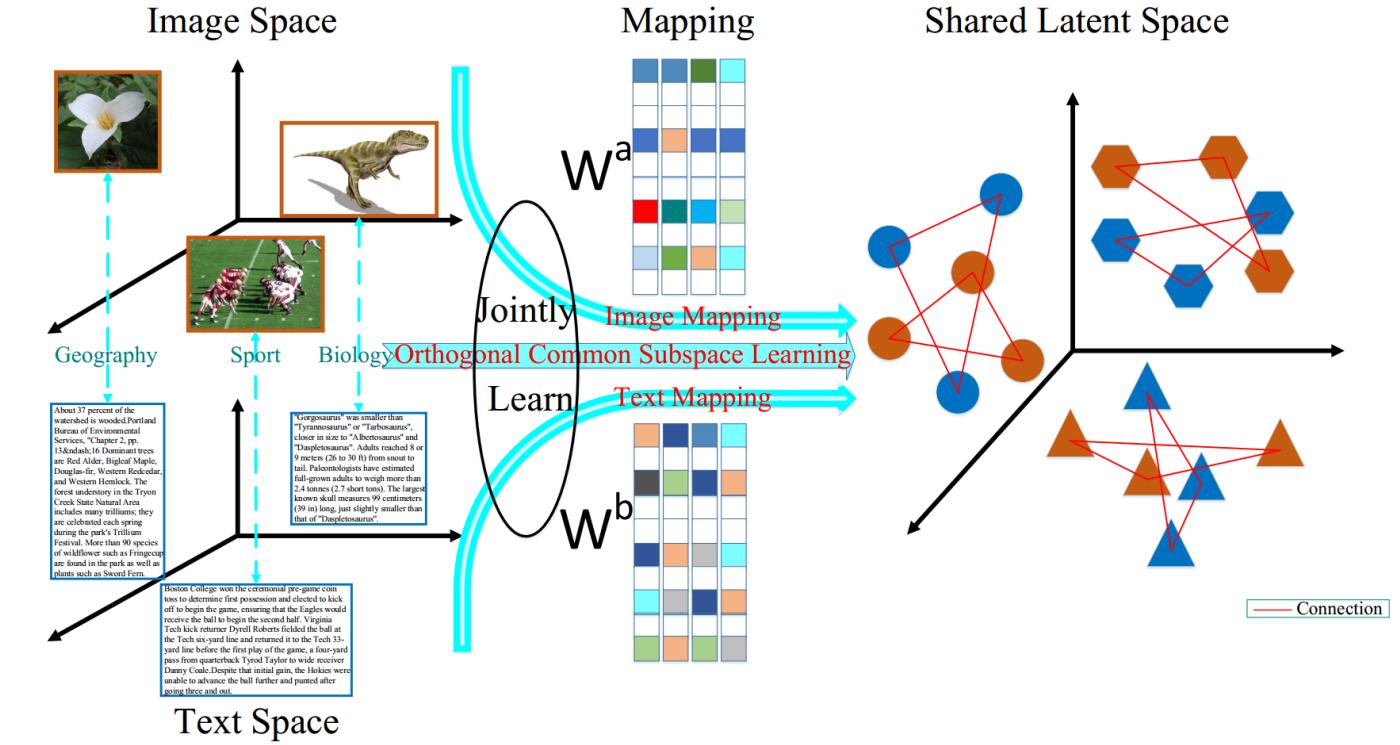 Image Space
Mapping
Shared Latent Space
W^a
Jointly
Learn
Image Mapping
Geography
Sport
Biology
Orthogonal Common Subspace Learning
Text Mapping
About 37 percent of the
watershed is wooded.Portland
Bureau of Environmental
Services, "Chapter 2, pp.
13&ndash;16 Dominant trees
are Red Alder, Bigleaf Maple,
Douglas-fir, Western Redcedar,
and Western Hemlock. The
forest understory in the Tryon
Creek State Natural Area
includes many trilliums; they
are celebrated each spring
during the park's Trillium
Festival. More than 90 species
of wildflower such as Fringecup
are found in the park as well as
plants such as Sword Fern.
"Gorgosaurus" was smaller than
"Tyrannosaurus" or "Tarbosaurus",
closer in size to "Albertosaurus" and
"Daspletosaurus". Adults reached 8 or
9 meters (26 to 30 ft) from snout to
tail. Paleontologists have estimated
full-grown adults to weigh more than
2.4 tonnes (2.7 short tons). The largest
known skull measures 99 centimeters
(39 in) long, just slightly smaller than
that of "Daspletosaurus".
W^b
Boston College won the ceremonial pre-game coin
toss to determine first possession and elected to kick
off to begin the game, ensuring that the Eagles would
receive the ball to begin the second half. Virginia
Tech kick returner Dyrell Roberts fielded the ball at
the Tech six-yard line and returned it to the Tech 33-
yard line before the first play of the game, a four-yard
pass from quarterback Tyrod Taylor to wide receiver
Danny Coale.Despite that initial gain, the Hokies were
unable to advance the ball further and punted after
going three and out.
Connection
Text Space